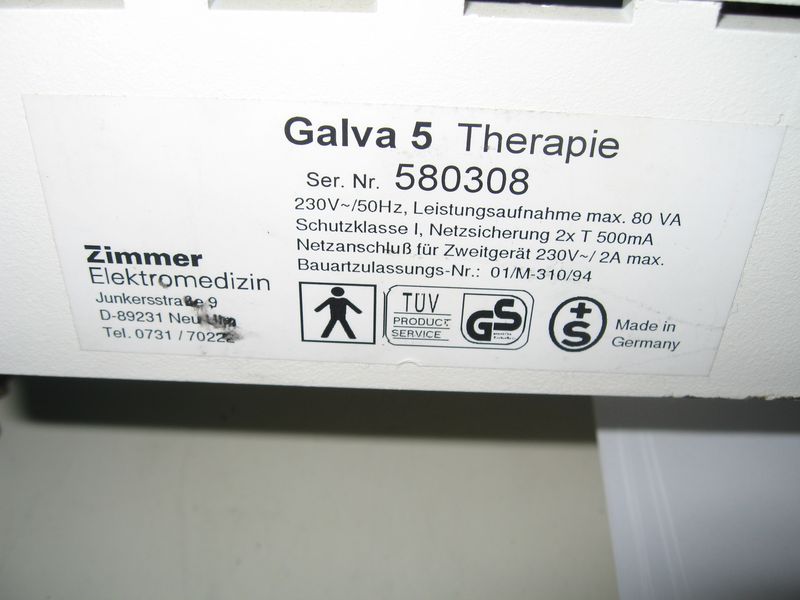 Galva 5 Therapie
Ser. Nr. 580308
230V~/50Hz, Leistungsaufnahme max. 80 VA
Schutzklasse I, Netzsicherung 2x T 500mA
Netzanschluß für Zweitgerät 230V~/ 2A max.
Bauartzulassungs-Nr.: 01/M-310/94
Zimmer
Elektromedizin
Junkersstraße 9
D-89231 Neu
Tel. 0731 / 70222
TÜV
PRODUCT
SERVICE
GS
+S
Made in
Germany